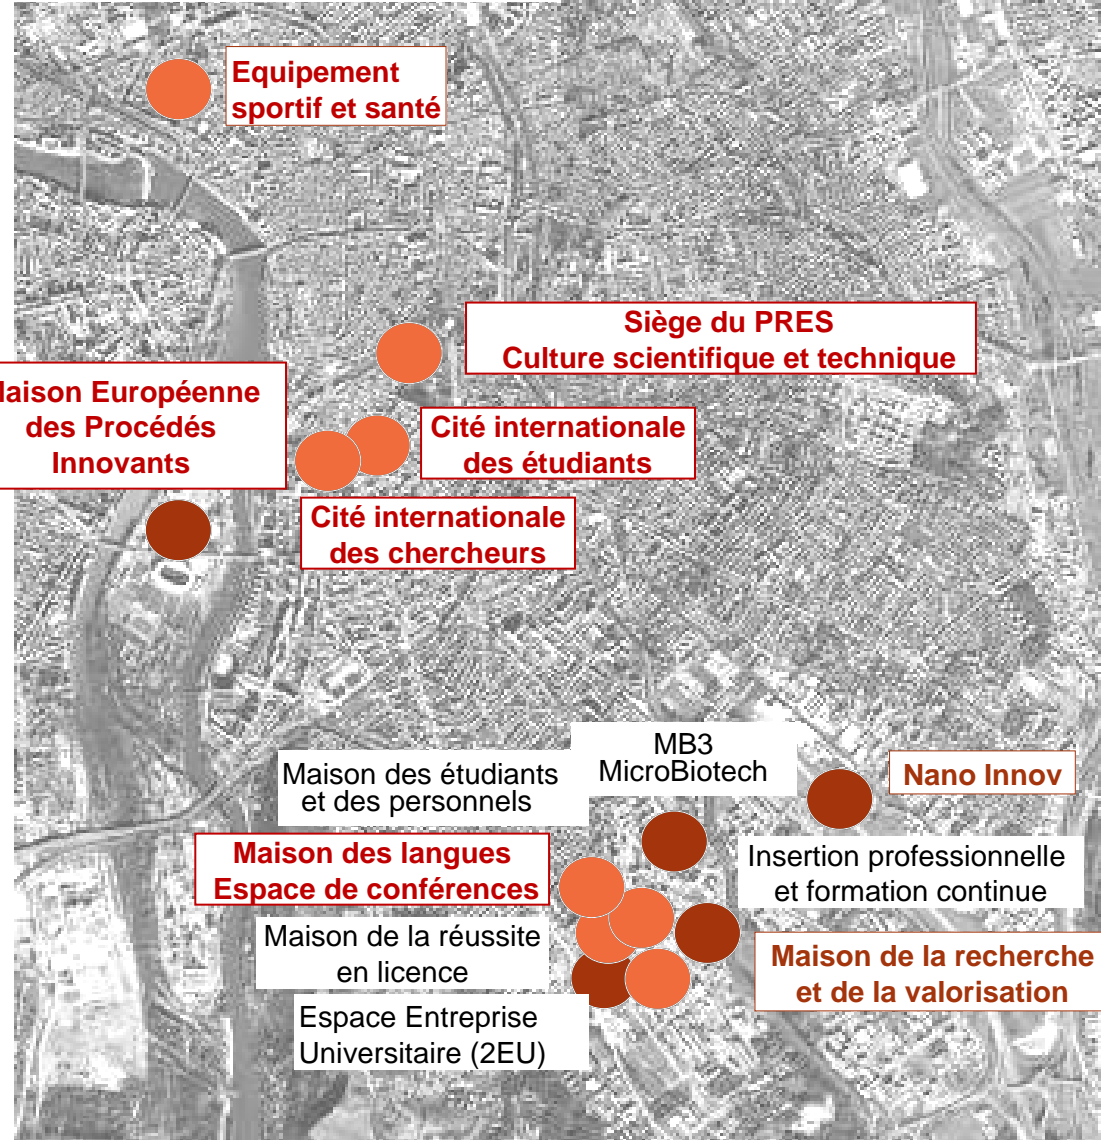 Equipement
sportif et santé
Siège du PRES
Culture scientifique et technique
Maison Européenne
des Procédés
Innovants
Cité internationale
des étudiants
Cité internationale
des chercheurs
MB3
MicroBiotech
Maison des étudiants
et des personnels
Nano Innov
Maison des langues
Espace de conférences
Insertion professionnelle
et formation continue
Maison de la réussite
en licence
Maison de la recherche
et de la valorisation
Espace Entreprise
Universitaire (2EU)